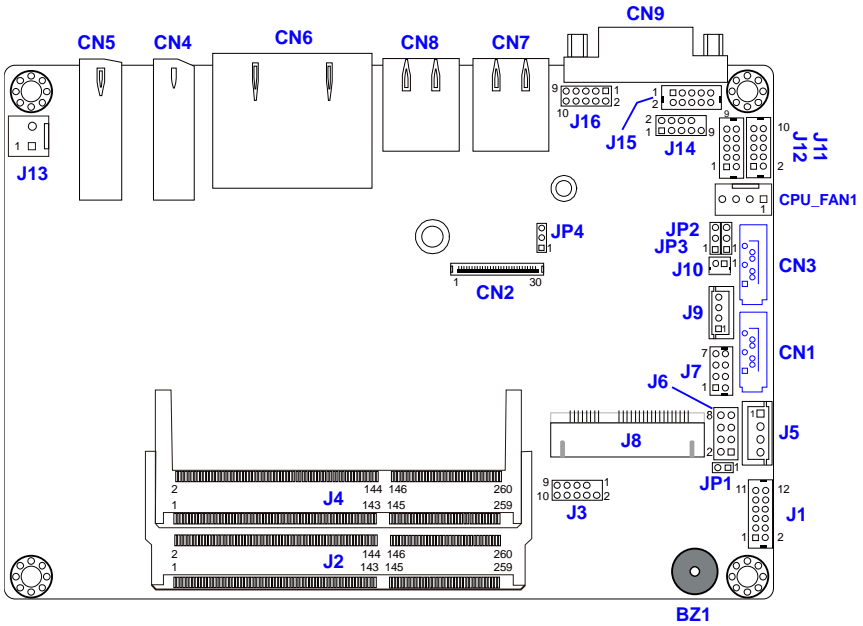 CN9
CN5 CN4 CN6 CN8 CN7
9 1
10 2
J16
1
2
J15
2
1 9
J14
9 10
1 2
J12 J11
1
J13
CPU_FAN1
1
JP4
1
JP2
JP3
1 1
J10 1
CN3
1 30
CN2
J9
1
CN1
7
1
J7
J6
8
2
1
J5
J8
JP1 1
2 144 146 260
J4
1 143 145 259
9 1
10 2
J3
11 12
1 2
J1
2 144 146 260
J2
1 143 145 259
BZ1